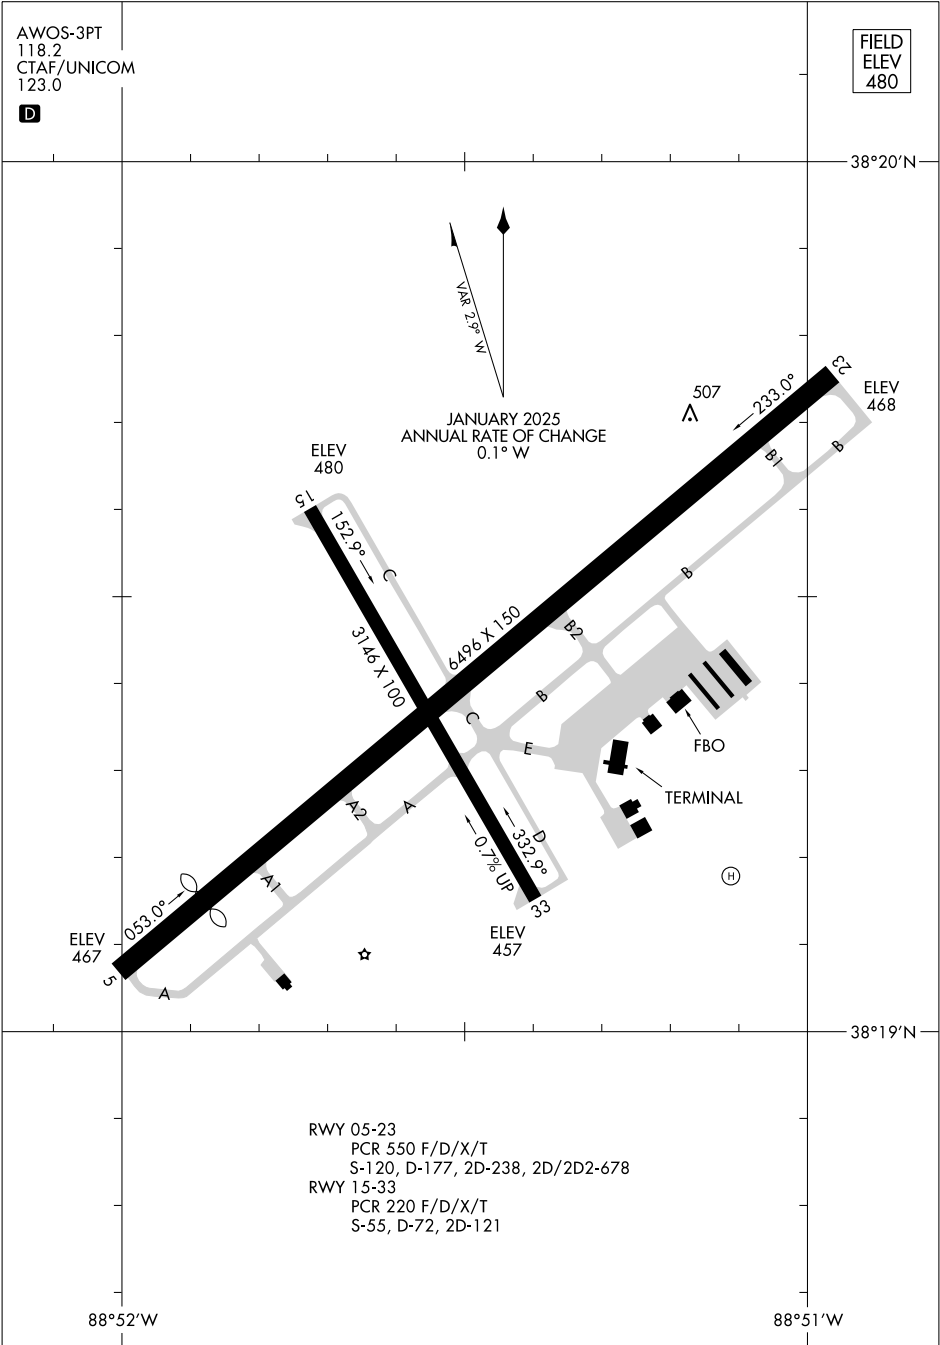 AWOS-3PT
118.2
CTAF/UNICOM
123.0
D
FIELD
ELEV
480
38°20'N
VAR 2.9° W
JANUARY 2025
ANNUAL RATE OF CHANGE
0.1° W
507
233.0°
23
ELEV
468
B
B1
ELEV
480
15
152.9°
C
B
3146 X 100
6496 X 150
B2
B
C
E
FBO
TERMINAL
A2
A
D
332.9°
0.7% UP
A1
H
053.0°
33
ELEV
457
ELEV
467
5
A
38°19'N
RWY 05-23
PCR 550 F/D/X/T
S-120, D-177, 2D-238, 2D/2D2-678
RWY 15-33
PCR 220 F/D/X/T
S-55, D-72, 2D-121
88°52'W
88°51'W